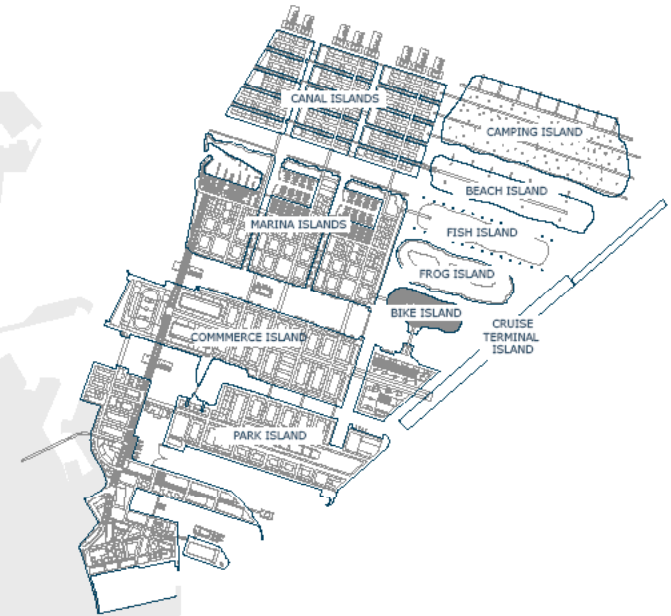 CANAL ISLANDS
CAMPING ISLAND
BEACH ISLAND
MARINA ISLANDS
FISH ISLAND
FROG ISLAND
BIKE ISLAND
CRUISE
TERMINAL
ISLAND
COMMMERCE ISLAND
PARK ISLAND